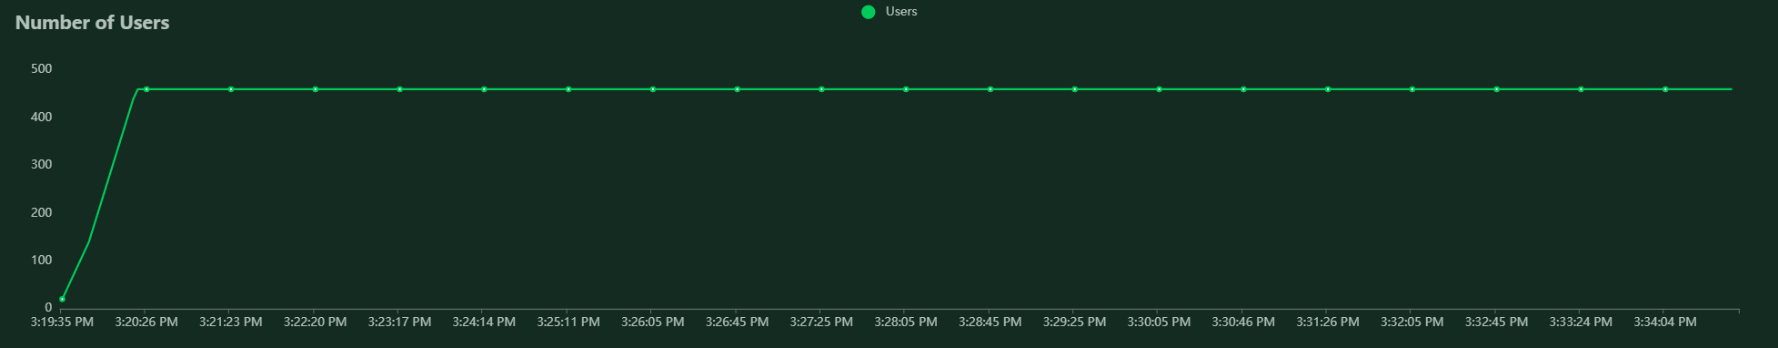 Number of Users
Users
500
400
300
200
100
0
3:19:35 PM 3:20:26 PM 3:21:23 PM 3:22:20 PM 3:23:17 PM 3:24:14 PM 3:25:11 PM 3:26:05 PM 3:26:45 PM 3:27:25 PM 3:28:05 PM 3:28:45 PM 3:29:25 PM 3:30:05 PM 3:30:46 PM 3:31:26 PM 3:32:05 PM 3:32:45 PM 3:33:24 PM 3:34:04 PM